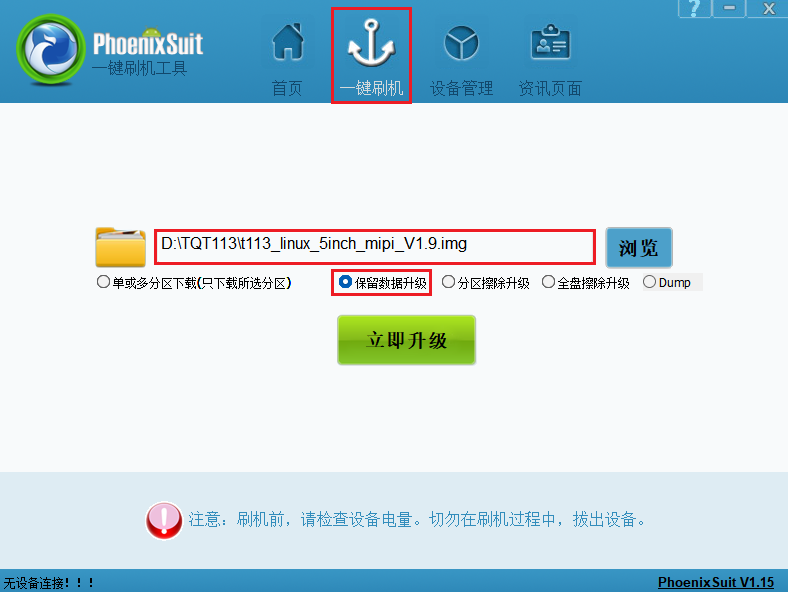 PhoenixSuit
一键刷机工具
首页
一键刷机
设备管理
资讯页面
? − X
D:\TQT113\t113_linux_5inch_mipi_V1.9.img
浏览
单或多分区下载(只下载所选分区)
保留数据升级
分区擦除升级
全盘擦除升级
Dump
立即升级
注意：刷机前，请检查设备电量。切勿在刷机过程中，拔出设备。
无设备连接！！！
PhoenixSuit V1.15